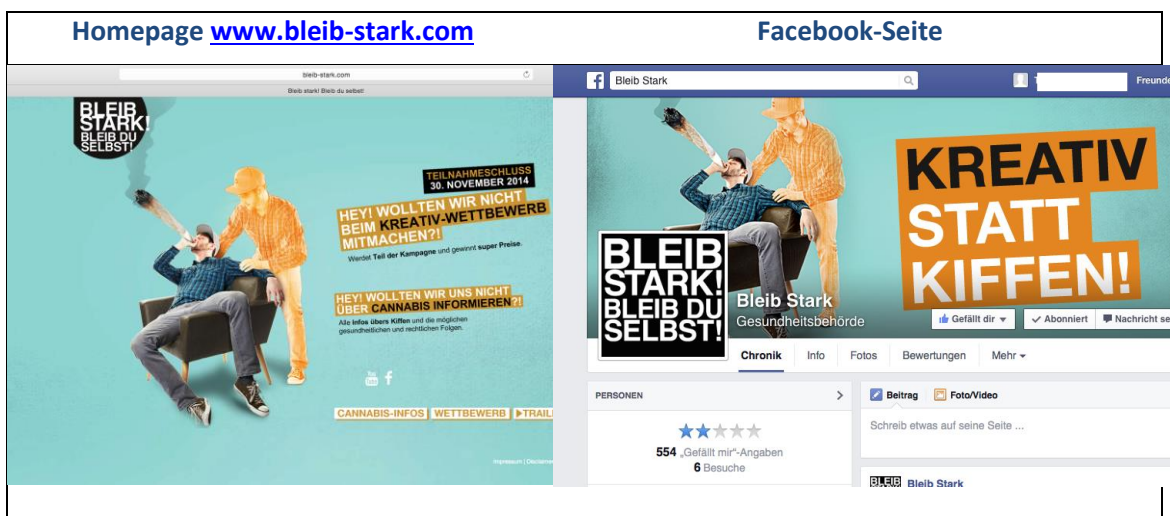 Homepage www.bleib-stark.com
Facebook-Seite
bleib-stark.com
Bleib stark! Bleib du selbst!
BLEIB
STARK!
BLEIB DU
SELBST!
TEILNAHMESCHLUSS
30. NOVEMBER 2014
HEY! WOLLTEN WIR NICHT
BEIM KREATIV-WETTBEWERB
MITMACHEN?!
Werdet Teil der Kampagne und gewinnt super Preise.
HEY! WOLLTEN WIR UNS NICHT
ÜBER CANNABIS INFORMIEREN?!
Alle Infos übers Kiffen und die möglichen
gesundheitlichen und rechtlichen Folgen.
You Tube f
CANNABIS-INFOS WETTBEWERB ▶TRAIL
Impressum | Disclaimer
f Bleib Stark
Freunde
KREATIV
STATT
KIFFEN!
BLEIB
STARK!
BLEIB DU
SELBST!
Bleib Stark
Gesundheitsbehörde
Gefällt dir Abonniert Nachricht se
Chronik Info Fotos Bewertungen Mehr
PERSONEN
554 „Gefällt mir“-Angaben
6 Besuche
Beitrag Foto/Video
Schreib etwas auf seine Seite ...
BLEIB Bleib Stark